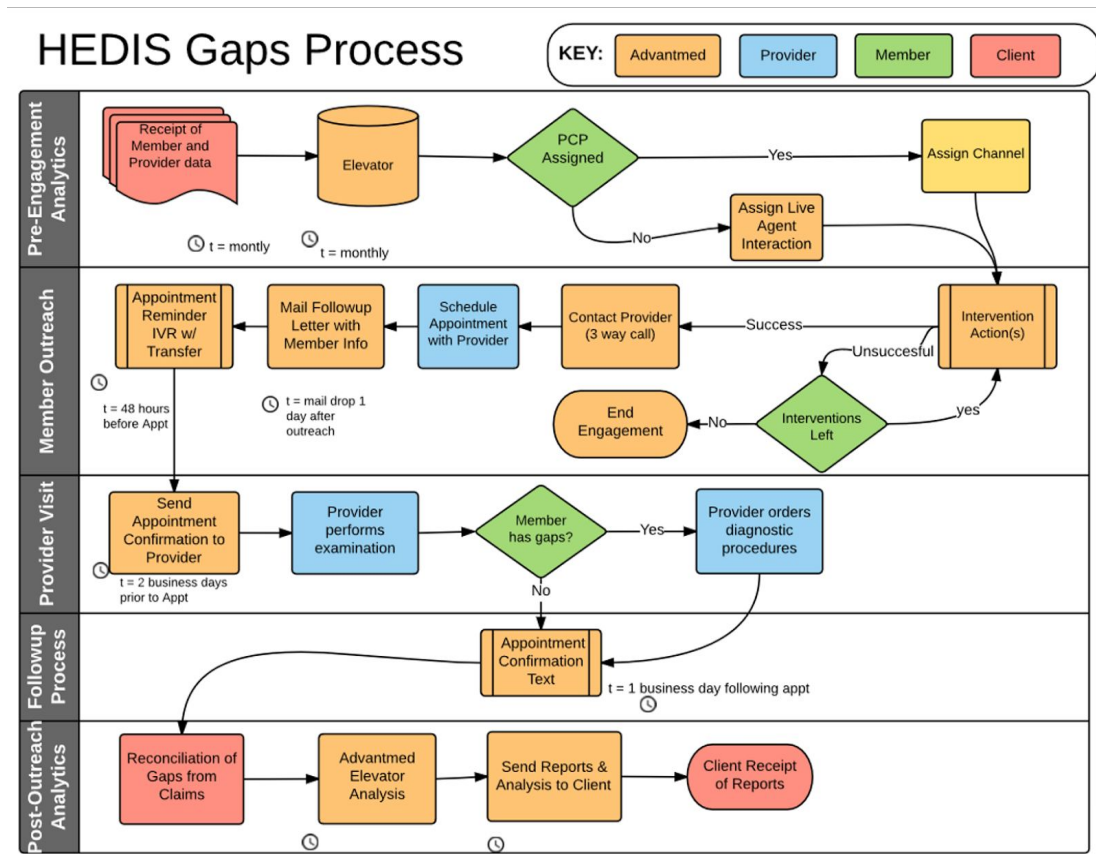 HEDIS Gaps Process
KEY:
Advantmed
Provider
Member
Client
Pre-Engagement
Analytics
Receipt of
Member and
Provider data
Elevator
PCP
Assigned
Yes
Assign Channel
No
Assign Live
Agent
Interaction
t = montly
t = monthly
Member Outreach
Appointment
Reminder
IVR w/
Transfer
Mail Followup
Letter with
Member Info
Schedule
Appointment
with Provider
Contact Provider
(3 way call)
Success
Intervention
Action(s)
Unsuccesful
t = 48 hours
before Appt
t = mail drop 1
day after
outreach
End
Engagement
No
Interventions
Left
yes
Provider Visit
Send
Appointment
Confirmation to
Provider
Provider
performs
examination
Member
has gaps?
Yes
Provider orders
diagnostic
procedures
t = 2 business days
prior to Appt
No
Followup
Process
Appointment
Confirmation
Text
t = 1 business day following appt
Post-Outreach
Analytics
Reconciliation of
Gaps from
Claims
Advantmed
Elevator
Analysis
Send Reports &
Analysis to Client
Client Receipt
of Reports